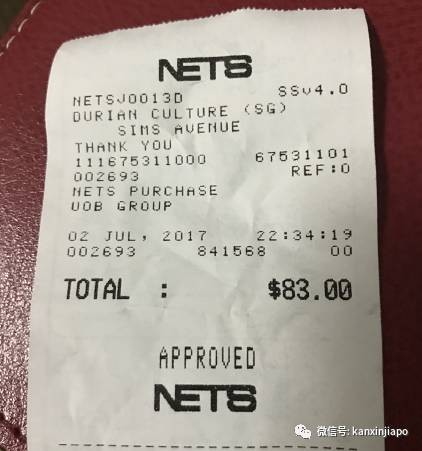 NETS
NETSV0013D SSv4.0
DURIAN CULTURE (SG)
SIMS AVENUE
THANK YOU
111675311000 67531101
002693 REF:0
NETS PURCHASE
UOB GROUP
02 JUL, 2017 22:34:19
002693 841568 00
TOTAL : $83.00
APPROVED
NETS
微信号: kanxinjiapo